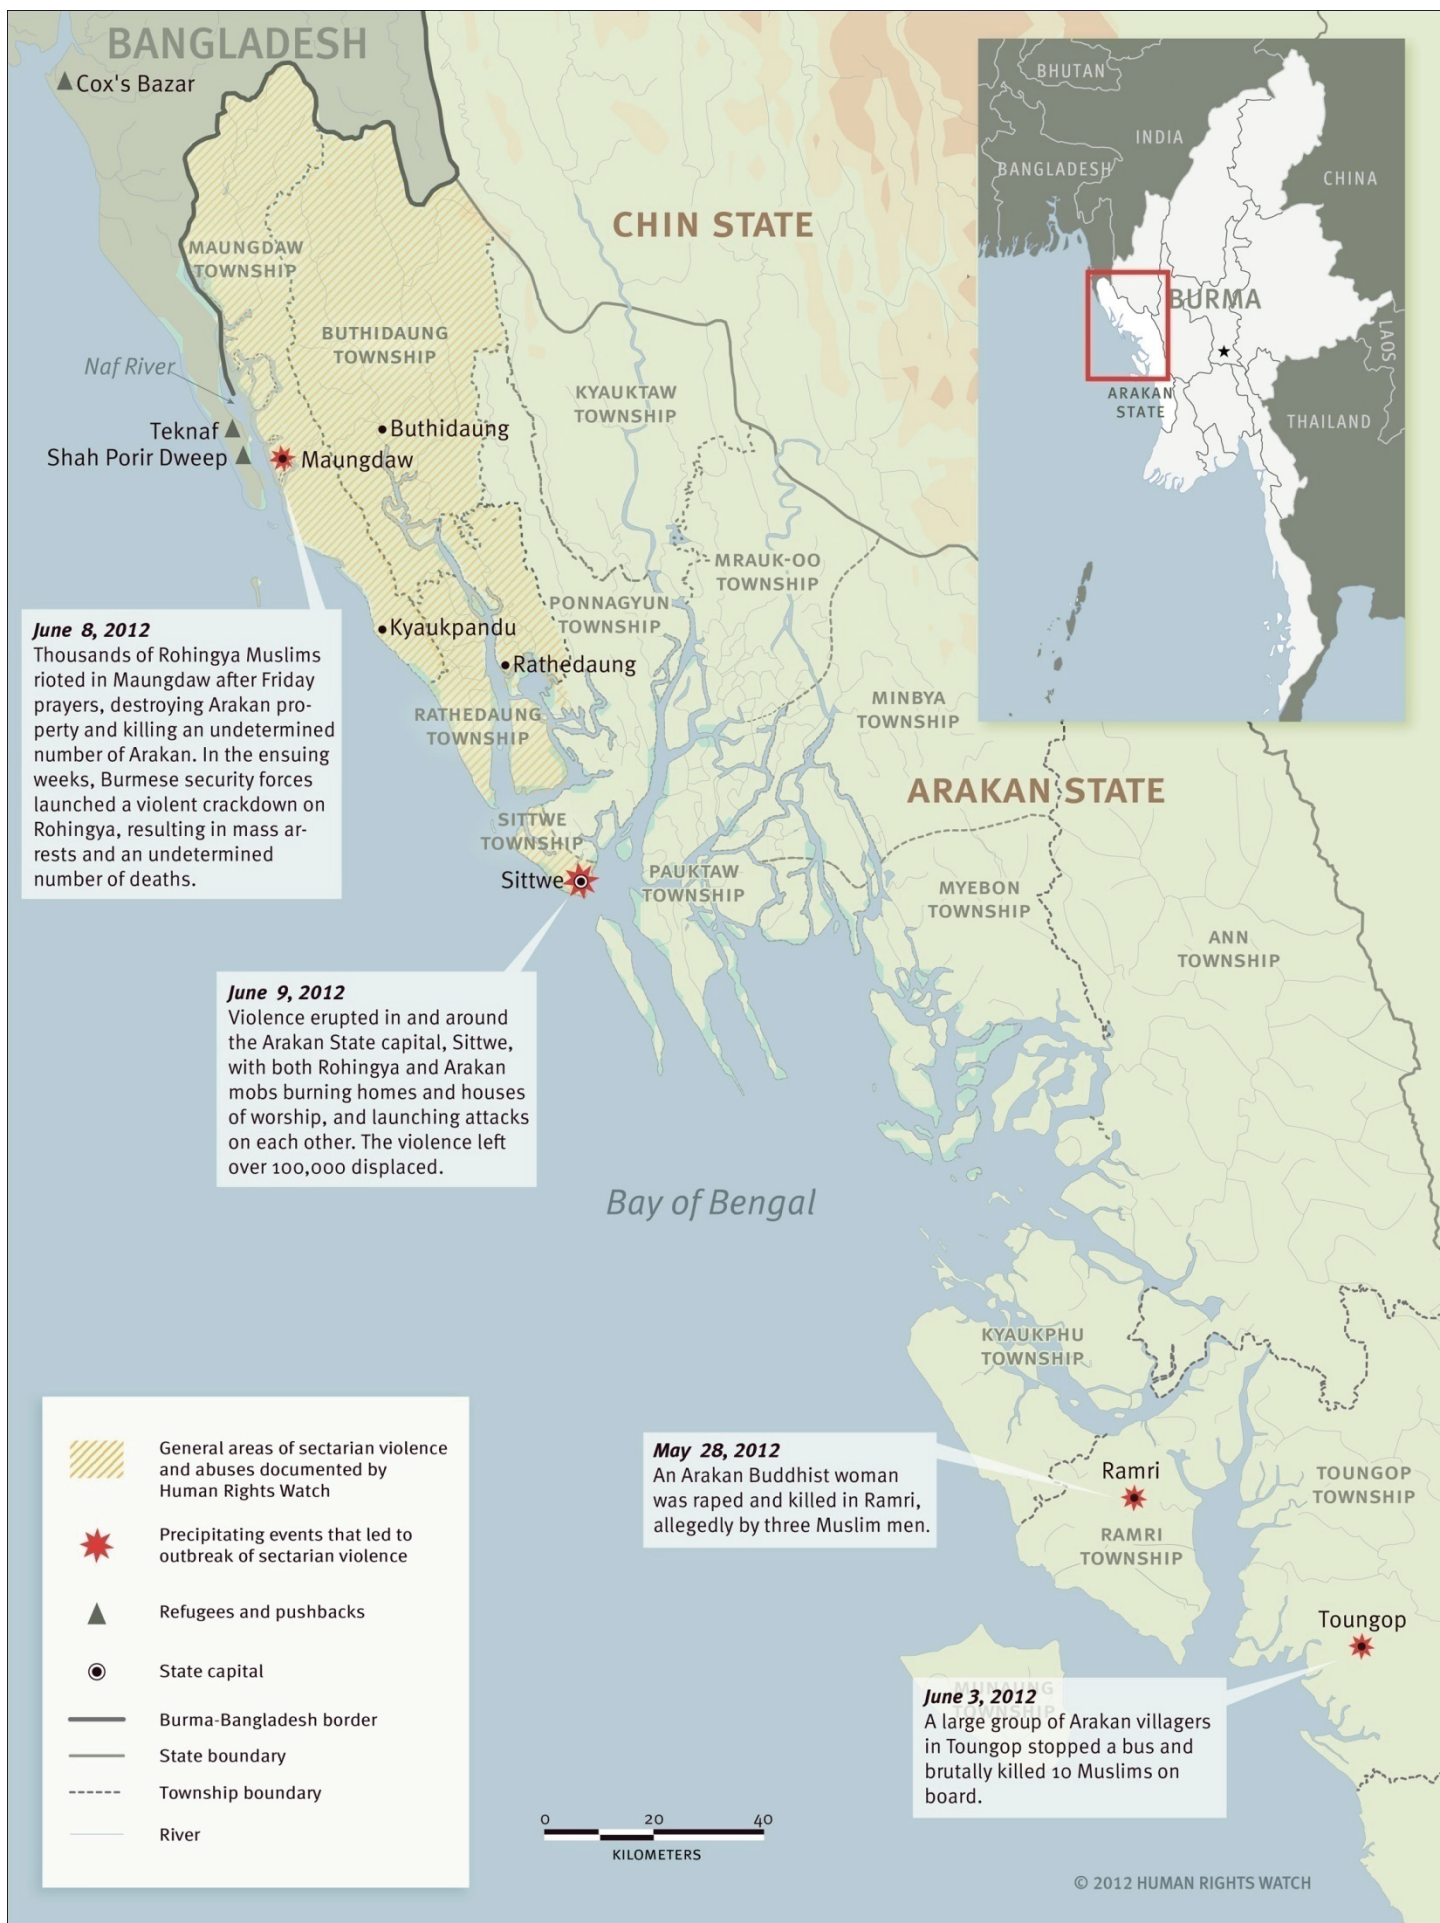 BANGLADESH
Cox's Bazar
BHUTAN
INDIA
BANGLADESH
CHINA
BURMA
LAOS
ARAKAN
STATE
THAILAND
CHIN STATE
MAUNGDAW
TOWNSHIP
BUTHIDAUNG
TOWNSHIP
Naf River
KYAUKTAW
TOWNSHIP
Teknaf
Shah Porir Dweep
Buthidaung
Maungdaw
MRAUK-OO
TOWNSHIP
PONNAGYUN
TOWNSHIP
Kyaukpandu
Rathedaung
June 8, 2012
Thousands of Rohingya Muslims
rioted in Maungdaw after Friday
prayers, destroying Arakan pro-
perty and killing an undetermined
number of Arakan. In the ensuing
weeks, Burmese security forces
launched a violent crackdown on
Rohingya, resulting in mass ar-
rests and an undetermined
number of deaths.
RATHEDAUNG
TOWNSHIP
MINBYA
TOWNSHIP
ARAKAN STATE
SITTWE
TOWNSHIP
Sittwe
PAUKTAW
TOWNSHIP
MYEBON
TOWNSHIP
ANN
TOWNSHIP
June 9, 2012
Violence erupted in and around
the Arakan State capital, Sittwe,
with both Rohingya and Arakan
mobs burning homes and houses
of worship, and launching attacks
on each other. The violence left
over 100,000 displaced.
Bay of Bengal
KYAUKPHU
TOWNSHIP
May 28, 2012
An Arakan Buddhist woman
was raped and killed in Ramri,
allegedly by three Muslim men.
Ramri
RAMRI
TOWNSHIP
TOUNGOP
TOWNSHIP
Toungop
MUNAUNG
TOWNSHIP
June 3, 2012
A large group of Arakan villagers
in Toungop stopped a bus and
brutally killed 10 Muslims on
board.
General areas of sectarian violence
and abuses documented by
Human Rights Watch
Precipitating events that led to
outbreak of sectarian violence
Refugees and pushbacks
State capital
Burma-Bangladesh border
State boundary
Township boundary
River
0 20 40
KILOMETERS
© 2012 HUMAN RIGHTS WATCH